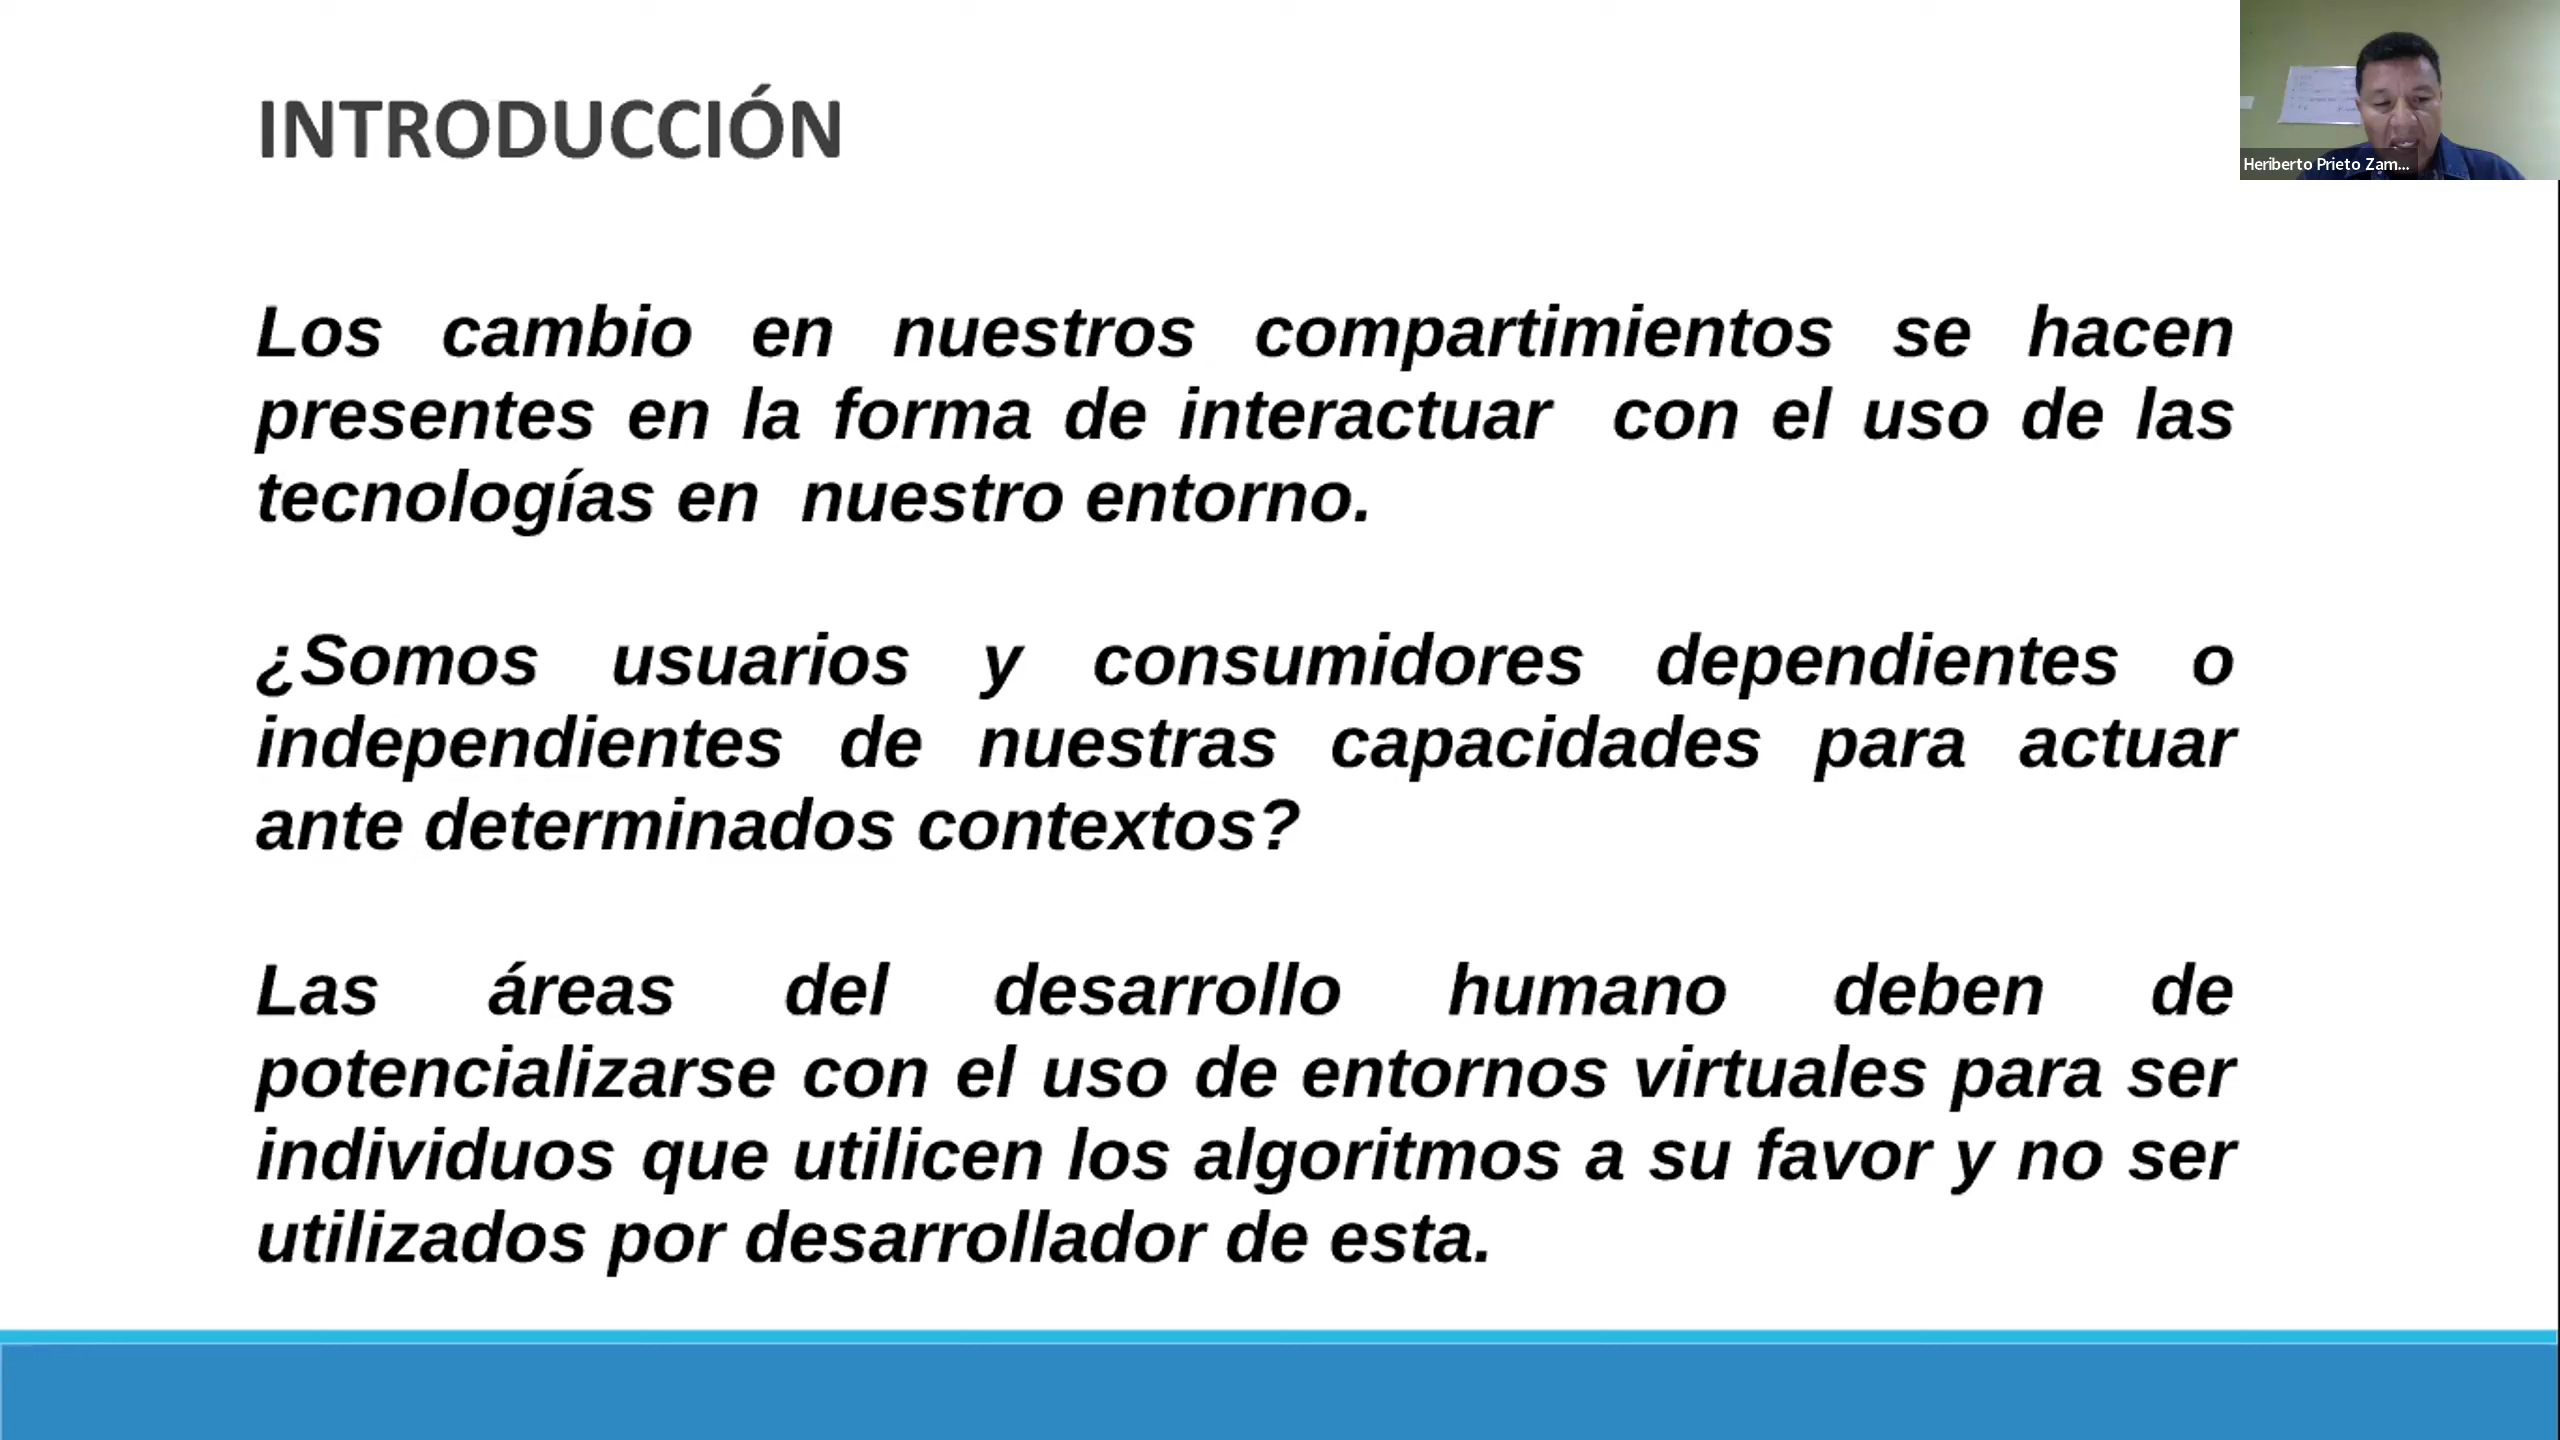 INTRODUCCIÓN
Heriberto Prieto Zam...
Los cambio en nuestros compartimientos se hacen
presentes en la forma de interactuar con el uso de las
tecnologías en nuestro entorno.
¿Somos usuarios y consumidores dependientes o
independientes de nuestras capacidades para actuar
ante determinados contextos?
Las áreas del desarrollo humano deben de
potencializarse con el uso de entornos virtuales para ser
individuos que utilicen los algoritmos a su favor y no ser
utilizados por desarrollador de esta.